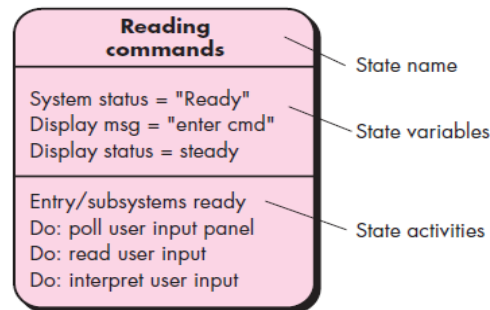 Reading
commands
State name
System status = "Ready"
Display msg = "enter cmd"
Display status = steady
State variables
Entry/subsystems ready
Do: poll user input panel
Do: read user input
Do: interpret user input
State activities